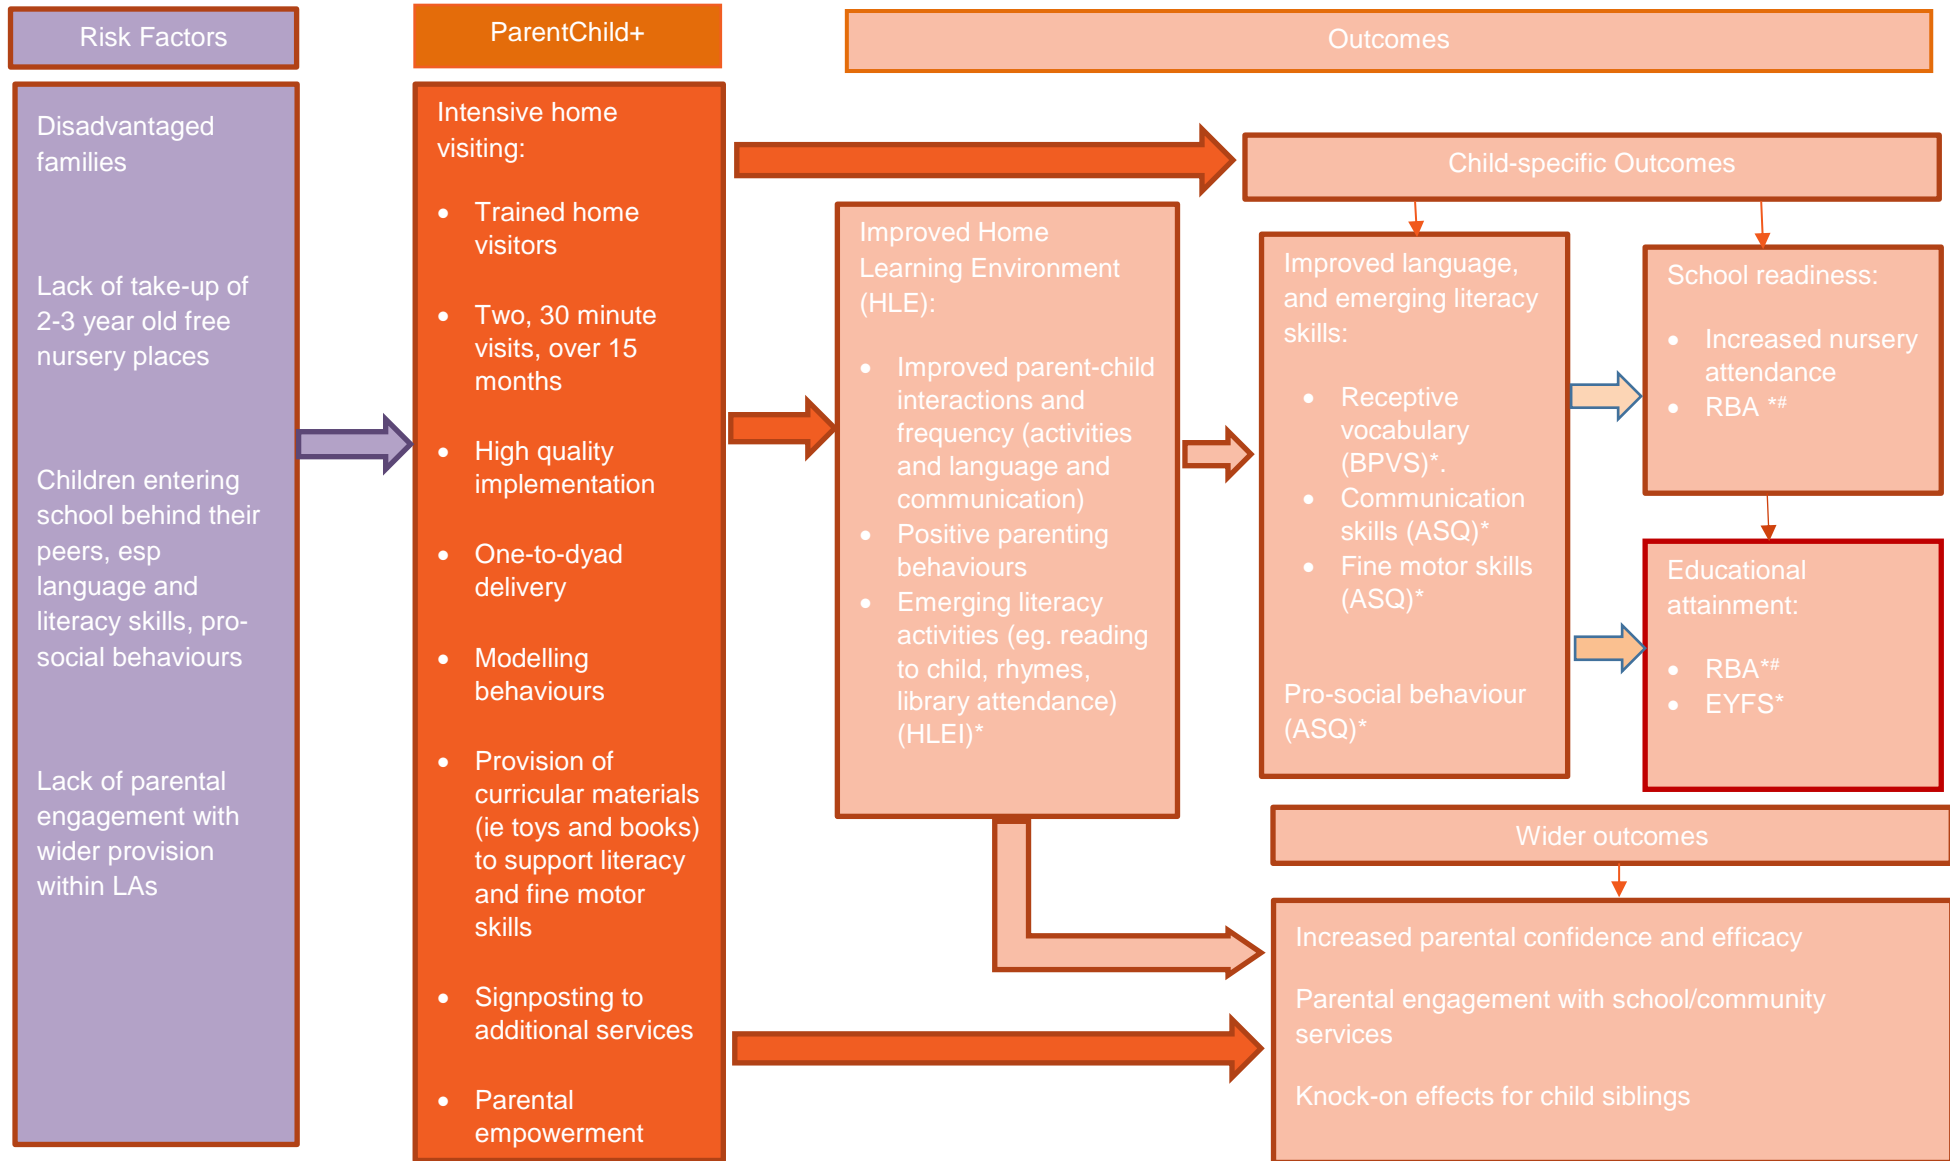 Risk Factors
ParentChild+
Outcomes
Disadvantaged
families
Lack of take-up of
2-3 year old free
nursery places
Children entering
school behind their
peers, esp
language and
literacy skills, pro-
social behaviours
Lack of parental
engagement with
wider provision
within LAs
Intensive home
visiting:
• Trained home
visitors
• Two, 30 minute
visits, over 15
months
• High quality
implementation
• One-to-dyad
delivery
• Modelling
behaviours
• Provision of
curricular materials
(ie toys and books)
to support literacy
and fine motor
skills
• Signposting to
additional services
• Parental
empowerment
Improved Home
Learning Environment
(HLE):
• Improved parent-child
interactions and
frequency (activities
and language and
communication)
• Positive parenting
behaviours
• Emerging literacy
activities (eg. reading
to child, rhymes,
library attendance)
(HLEI)*
Child-specific Outcomes
Improved language,
and emerging literacy
skills:
• Receptive
vocabulary
(BPVS)*.
• Communication
skills (ASQ)*
• Fine motor skills
(ASQ)*
Pro-social behaviour
(ASQ)*
School readiness:
• Increased nursery
attendance
• RBA *#
Educational
attainment:
• RBA*#
• EYFS*
Wider outcomes
Increased parental confidence and efficacy
Parental engagement with school/community
services
Knock-on effects for child siblings